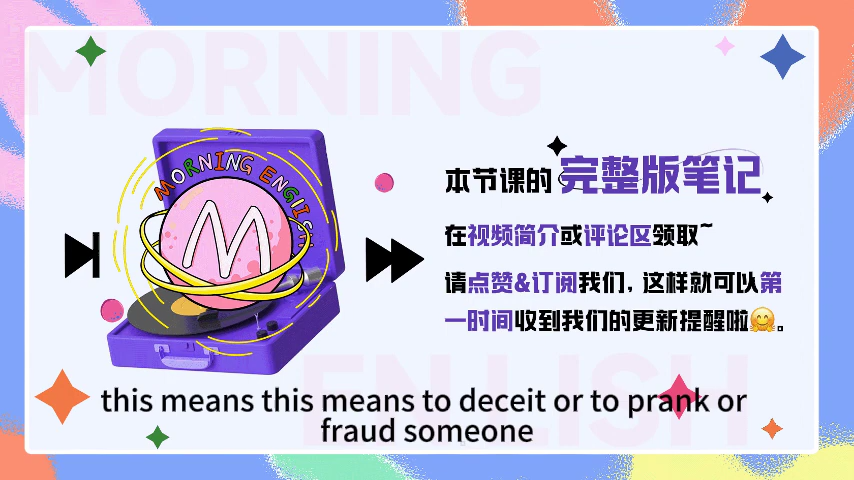 MORNING
MORNING ENGlISH
M
本节课的 完整版笔记
在视频简介或评论区领取~
请点赞&订阅我们，这样就可以第
一时间收到我们的更新提醒啦🤗。
ENLISH
this means this means to deceit or to prank or
fraud someone